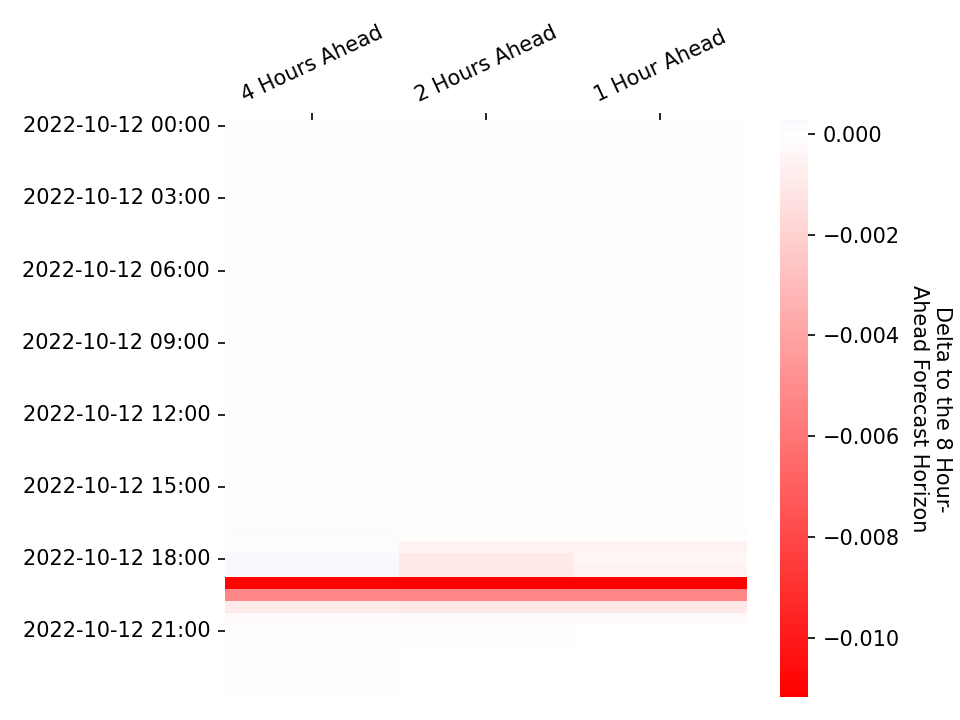 4 Hours Ahead
2 Hours Ahead
1 Hour Ahead
2022-10-12 00:00
2022-10-12 03:00
2022-10-12 06:00
2022-10-12 09:00
2022-10-12 12:00
2022-10-12 15:00
2022-10-12 18:00
2022-10-12 21:00
0.000
−0.002
−0.004
−0.006
−0.008
−0.010
Delta to the 8 Hour-
Ahead Forecast Horizon